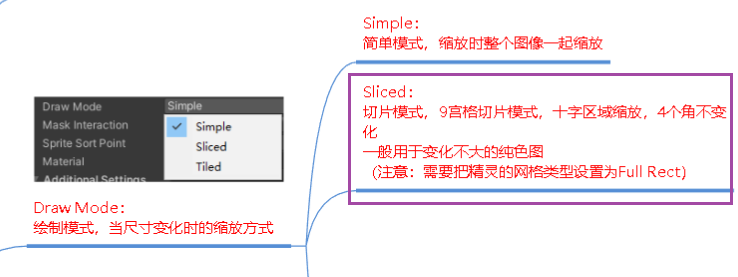 Simple:
简单模式，缩放时整个图像一起缩放
Sliced:
切片模式，9宫格切片模式，十字区域缩放，4个角不变
化
一般用于变化不大的纯色图
（注意：需要把精灵的网格类型设置为Full Rect）
Draw Mode Simple
Mask Interaction Simple
Sprite Sort Point Sliced
Material Tiled
Additional Settings
Draw Mode:
绘制模式，当尺寸变化时的缩放方式